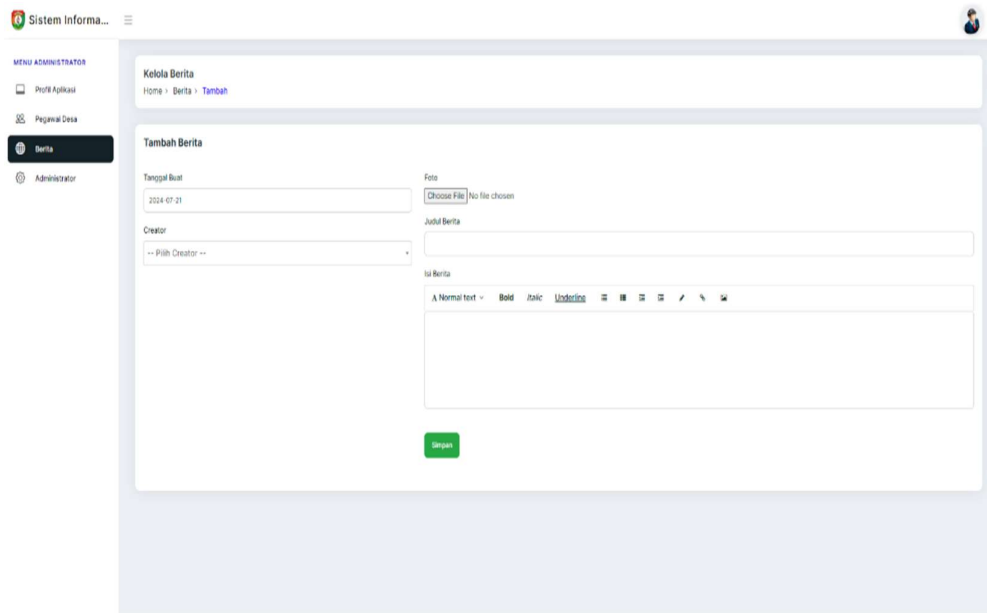 Sistem Informa...
MENU ADMINISTRATOR
Profil Aplikasi
Pegawai Desa
Berita
Administrator
Kelola Berita
Home > Berita > Tambah
Tambah Berita
Tanggal Buat
2024-07-21
Creator
-- Pilih Creator --
Foto
Choose File No file chosen
Judul Berita
Isi Berita
A Normal text Bold Italic Underline
Simpan